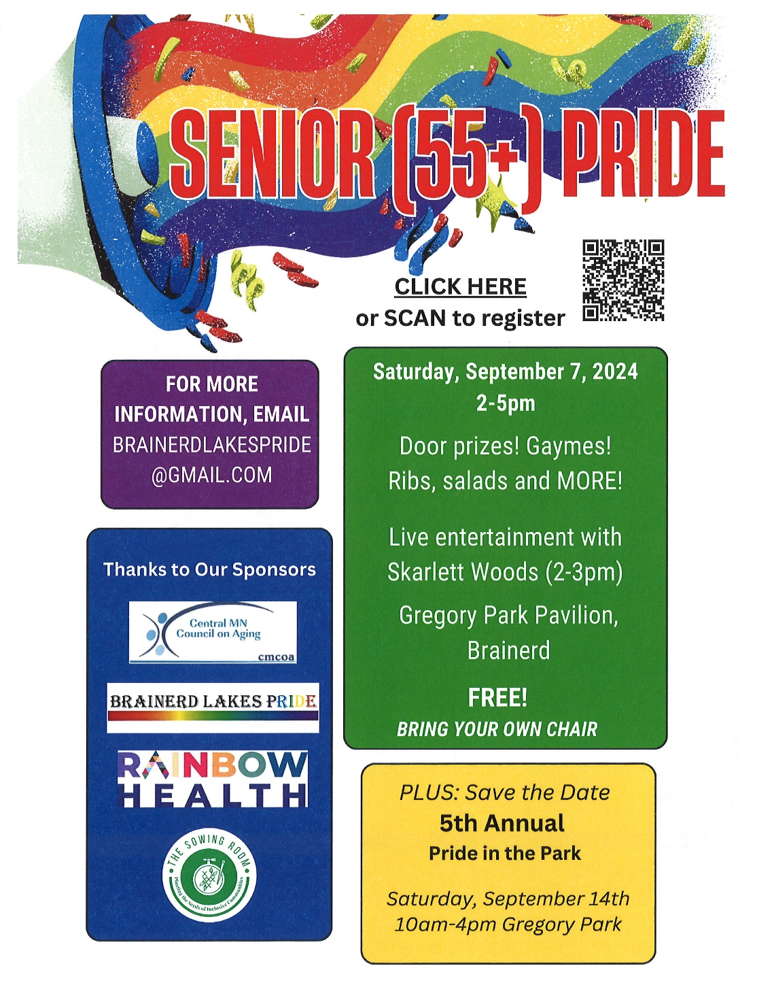 SENIOR (55+) PRIDE
CLICK HERE
or SCAN to register
FOR MORE
INFORMATION, EMAIL
BRAINERDLAKESPRIDE
@GMAIL.COM
Saturday, September 7, 2024
2-5pm
Door prizes! Gaymes!
Ribs, salads and MORE!
Live entertainment with
Skarlett Woods (2-3pm)
Gregory Park Pavilion,
Brainerd
FREE!
BRING YOUR OWN CHAIR
Thanks to Our Sponsors
Central MN
Council on Aging
cmcoa
BRAINERD LAKES PRIDE
RAINBOW
HEALTH
THE SOWING ROOM
Planting the Seeds of Inclusive Communities
PLUS: Save the Date
5th Annual
Pride in the Park
Saturday, September 14th
10am-4pm Gregory Park